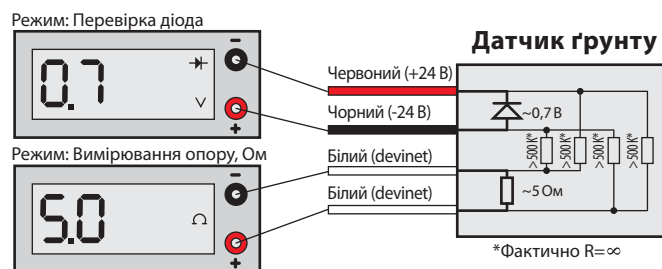 Режим: Перевірка діода
0.7
V
−
+
Датчик ґрунту
Червоний (+24 В)
Чорний (-24 В)
~0,7 В
>500K*
>500K*
>500K*
>500K*
Режим: Вимірювання опору, Ом
5.0
Ω
−
+
Білий (devinet)
Білий (devinet)
~5 Ом
*Фактично R=∞